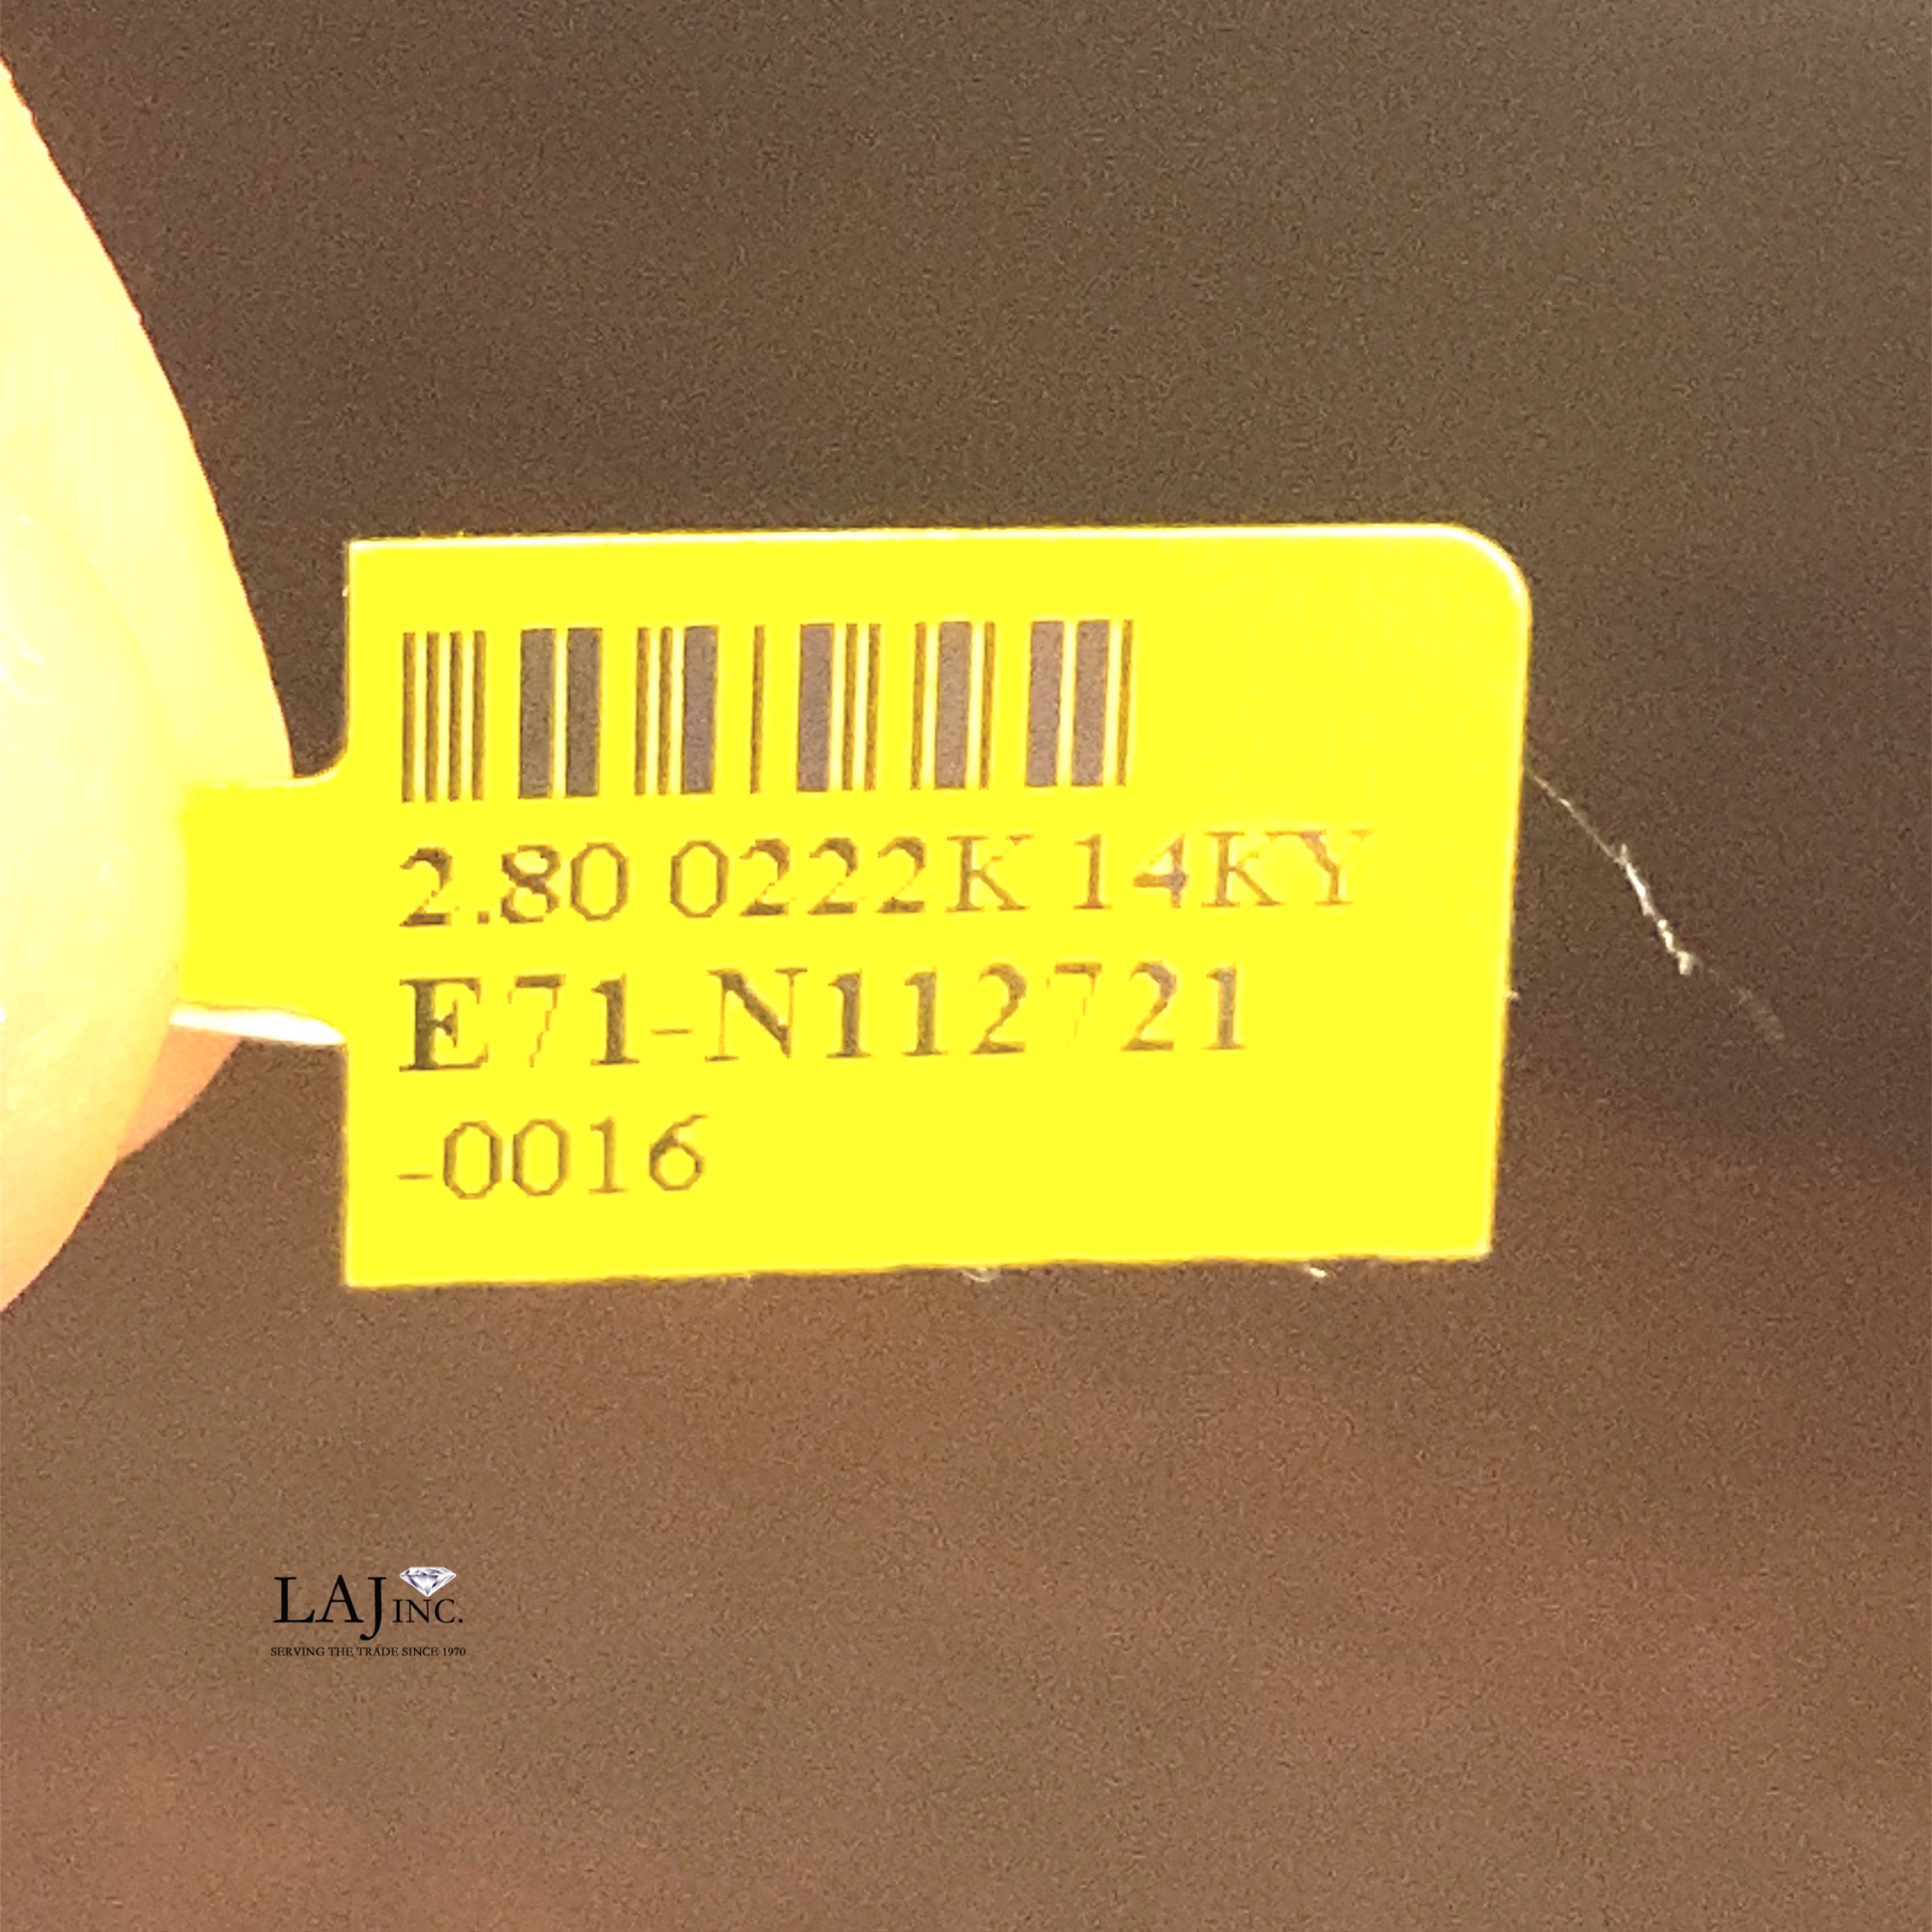 2.80 0222K 14KY
E71-N112721
-0016
LAJ INC.
SERVING THE TRADE SINCE 1970